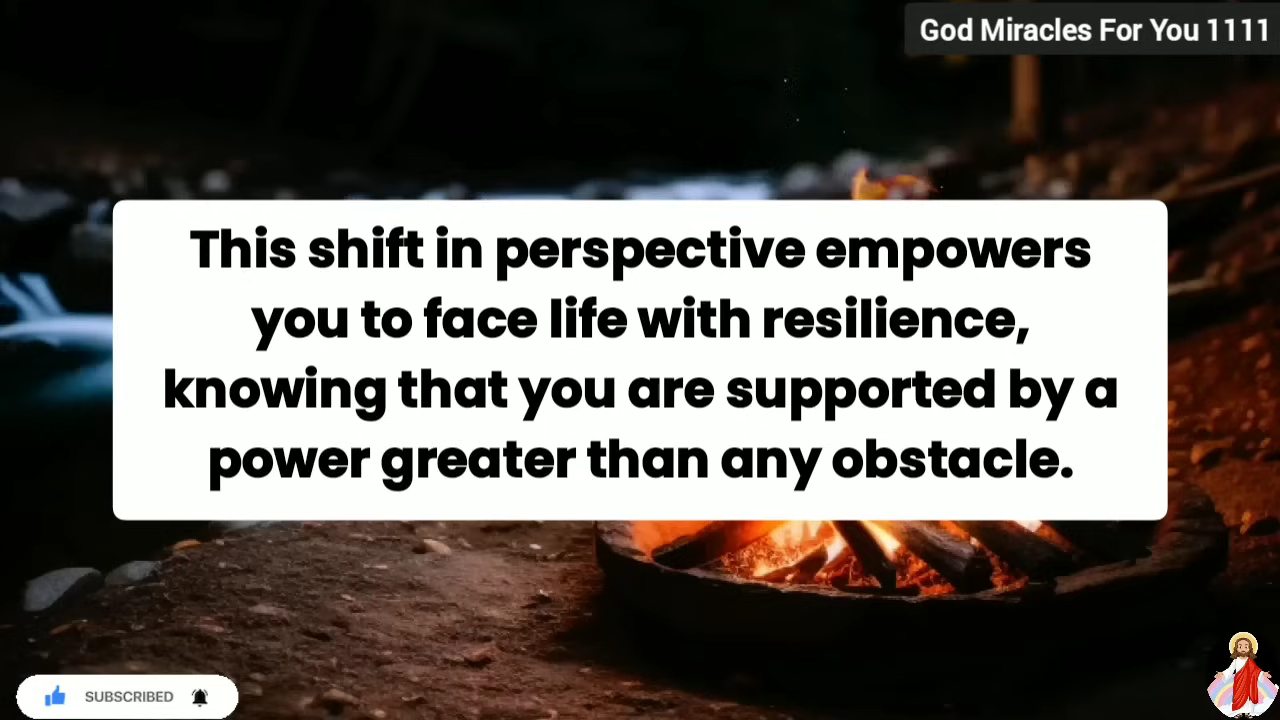 God Miracles For You 1111
This shift in perspective empowers
you to face life with resilience,
knowing that you are supported by a
power greater than any obstacle.
SUBSCRIBED